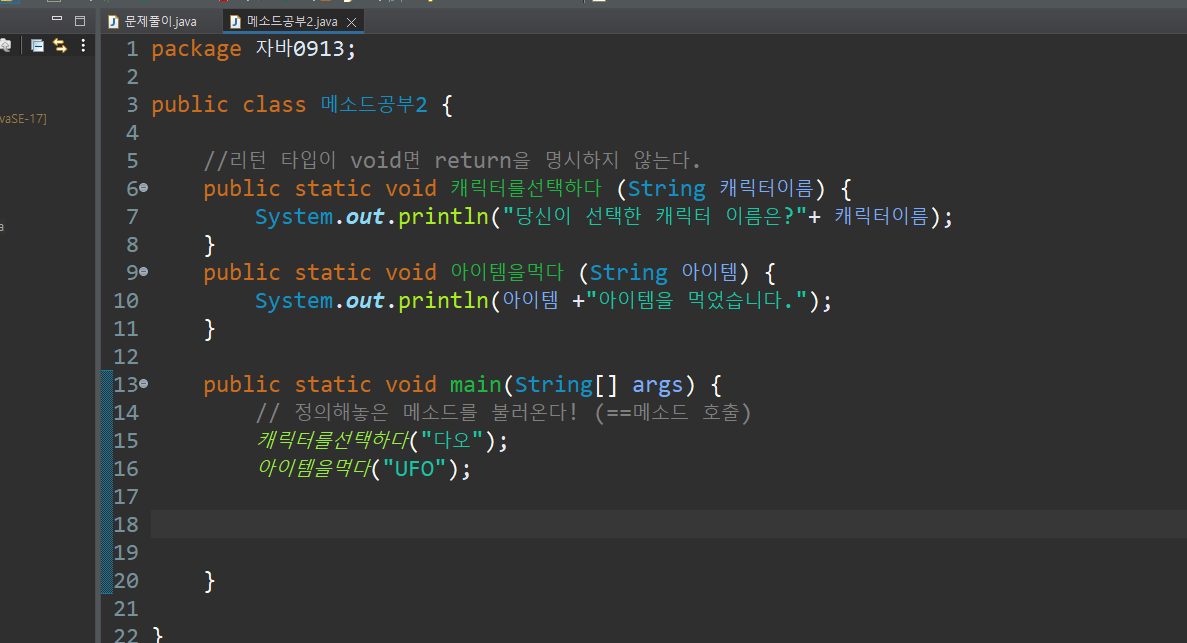 문제풀이.java
메소드공부2.java
vaSE-17]
a
1 package 자바0913;
2
3 public class 메소드공부2 {
4
5 //리턴 타입이 void면 return을 명시하지 않는다.
6 public static void 캐릭터를선택하다 (String 캐릭터이름) {
7 System.out.println("당신이 선택한 캐릭터 이름은?"+ 캐릭터이름);
8 }
9 public static void 아이템을먹다 (String 아이템) {
10 System.out.println(아이템 +"아이템을 먹었습니다.");
11 }
12
13 public static void main(String[] args) {
14 // 정의해놓은 메소드를 불러온다! (==메소드 호출)
15 캐릭터를선택하다("다오");
16 아이템을먹다("UFO");
17
18
19
20 }
21
22 }